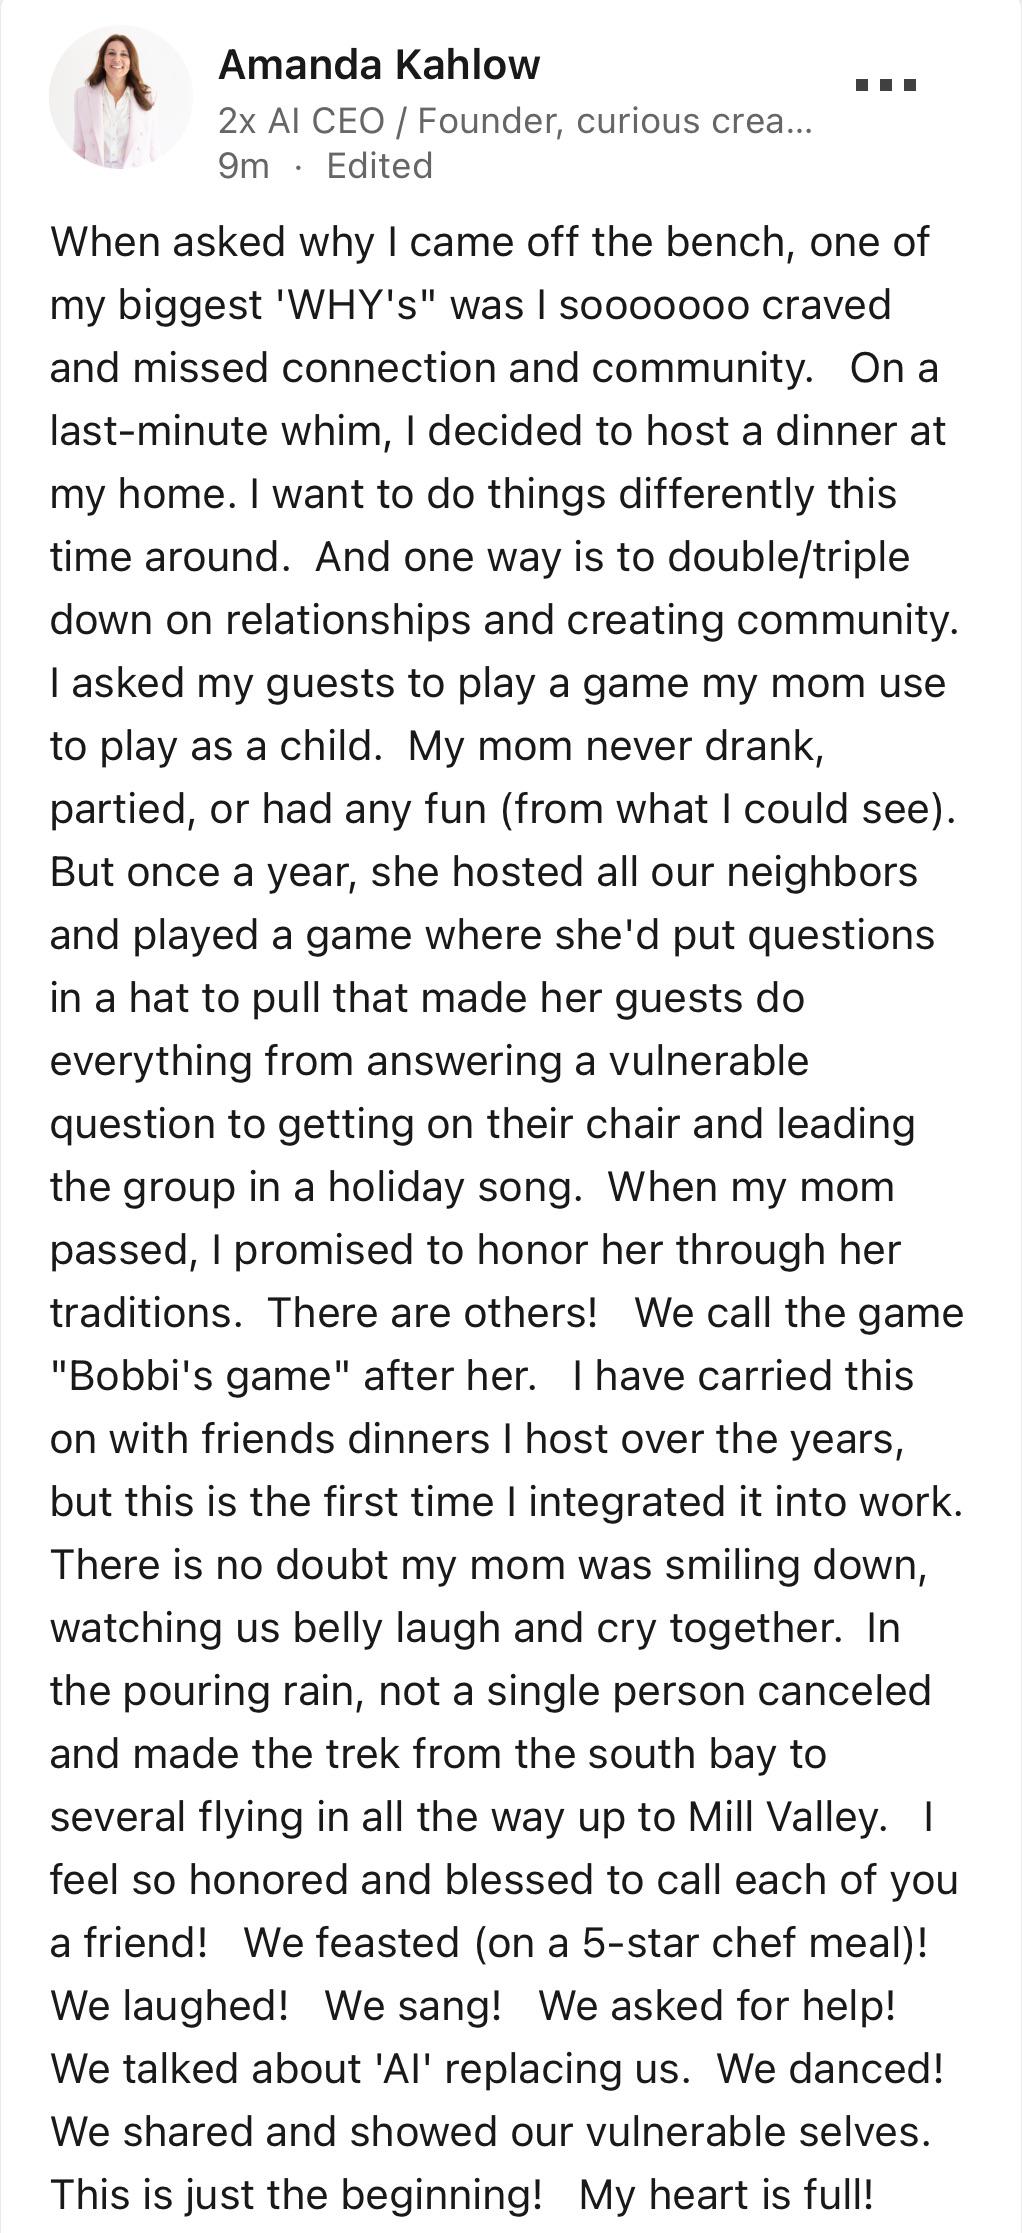 Amanda Kahlow
2x AI CEO / Founder, curious crea...
9m · Edited
When asked why I came off the bench, one of
my biggest 'WHY's" was I sooooooo craved
and missed connection and community.   On a
last-minute whim, I decided to host a dinner at
my home. I want to do things differently this
time around.  And one way is to double/triple
down on relationships and creating community.
I asked my guests to play a game my mom use
to play as a child.  My mom never drank,
partied, or had any fun (from what I could see).
But once a year, she hosted all our neighbors
and played a game where she'd put questions
in a hat to pull that made her guests do
everything from answering a vulnerable
question to getting on their chair and leading
the group in a holiday song.  When my mom
passed, I promised to honor her through her
traditions.  There are others!   We call the game
"Bobbi's game" after her.   I have carried this
on with friends dinners I host over the years,
but this is the first time I integrated it into work.
There is no doubt my mom was smiling down,
watching us belly laugh and cry together.  In
the pouring rain, not a single person canceled
and made the trek from the south bay to
several flying in all the way up to Mill Valley.   I
feel so honored and blessed to call each of you
a friend!   We feasted (on a 5-star chef meal)!
We laughed!   We sang!   We asked for help!
We talked about 'AI' replacing us.  We danced!
We shared and showed our vulnerable selves.
This is just the beginning!   My heart is full!